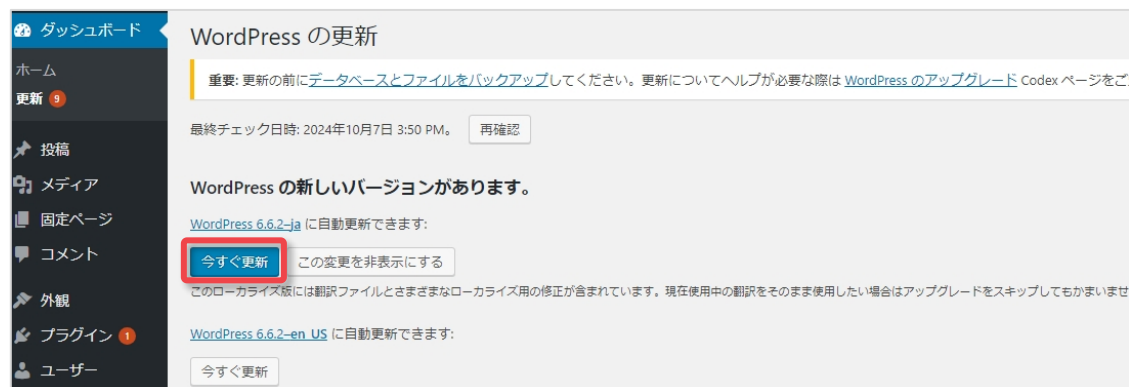 ダッシュボード
WordPress の更新
ホーム
更新 9
重要: 更新の前にデータベースとファイルをバックアップしてください。更新についてヘルプが必要な際は WordPress のアップグレード Codex ページをご
最終チェック日時: 2024年10月7日 3:50 PM。 再確認
投稿
メディア
固定ページ
コメント
外観
プラグイン 1
ユーザー
WordPress の新しいバージョンがあります。
WordPress 6.6.2–ja に自動更新できます:
今すぐ更新 この変更を非表示にする
このローカライズ版には翻訳ファイルとさまざまなローカライズ用の修正が含まれています。現在使用中の翻訳をそのまま使用したい場合はアップグレードをスキップしてもかまいませ
WordPress 6.6.2–en_US に自動更新できます:
今すぐ更新